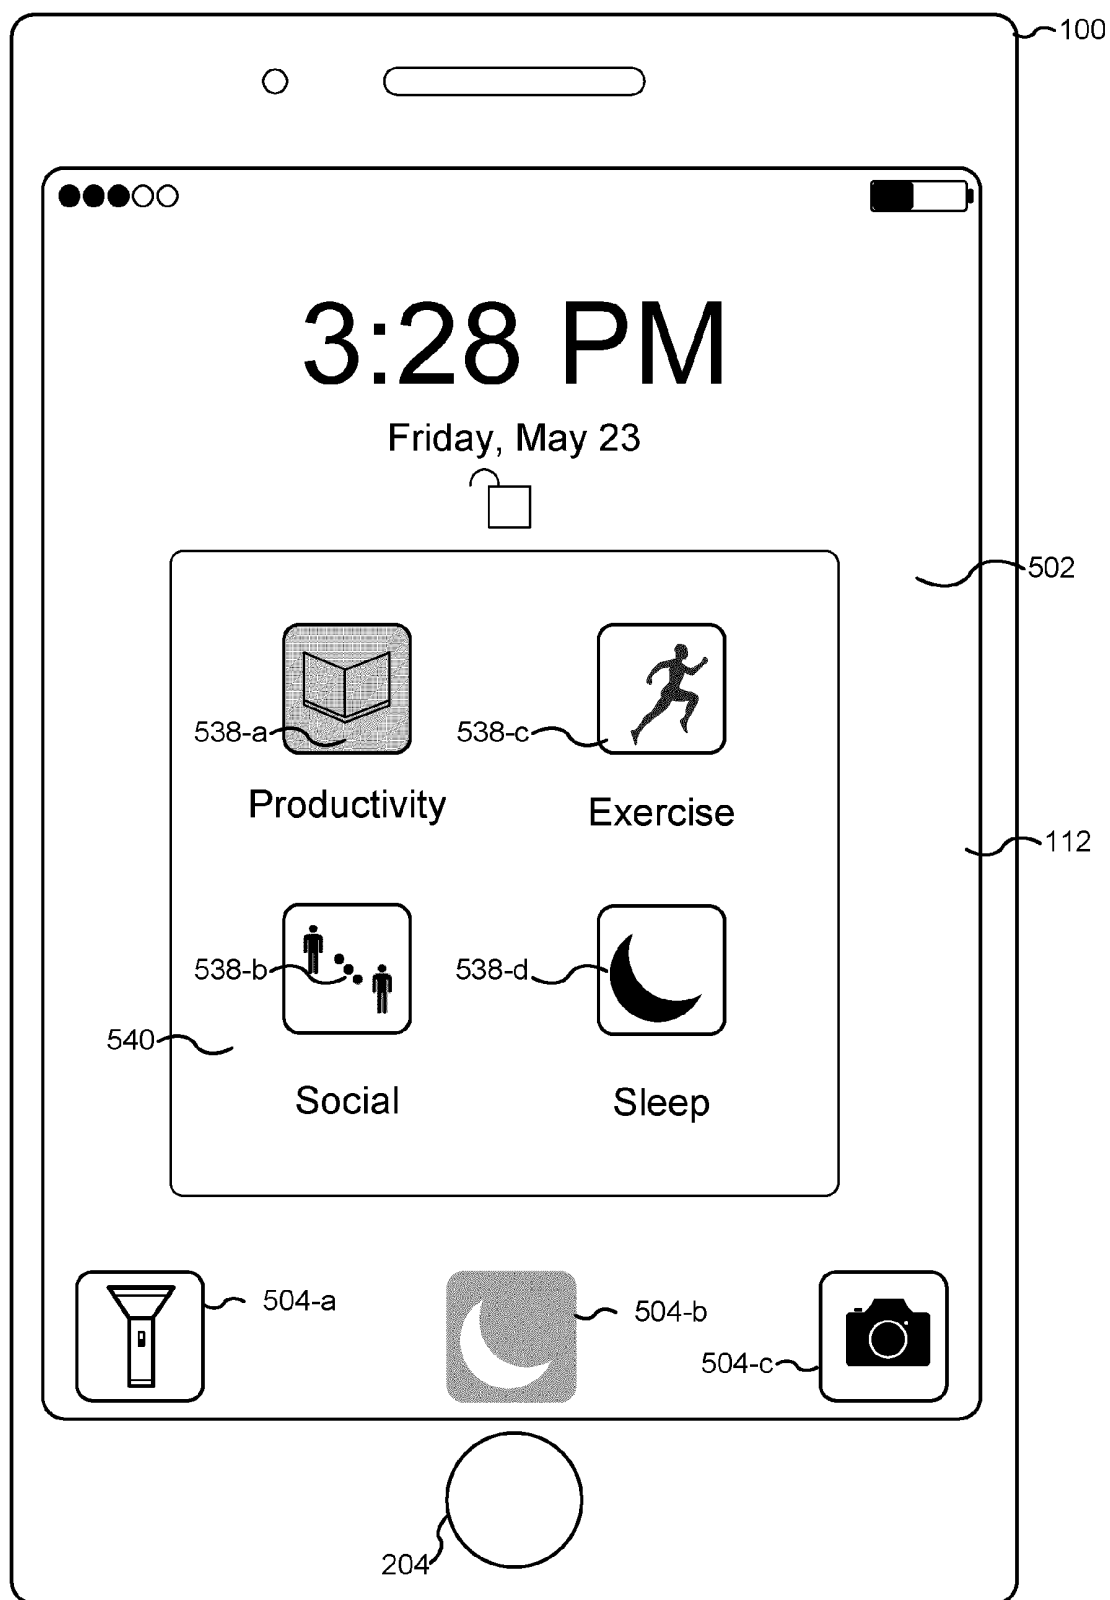 100
3:28 PM
Friday, May 23
502
538-a
538-c
Productivity
Exercise
112
538-b
538-d
540
Social
Sleep
504-a
504-b
504-c
204